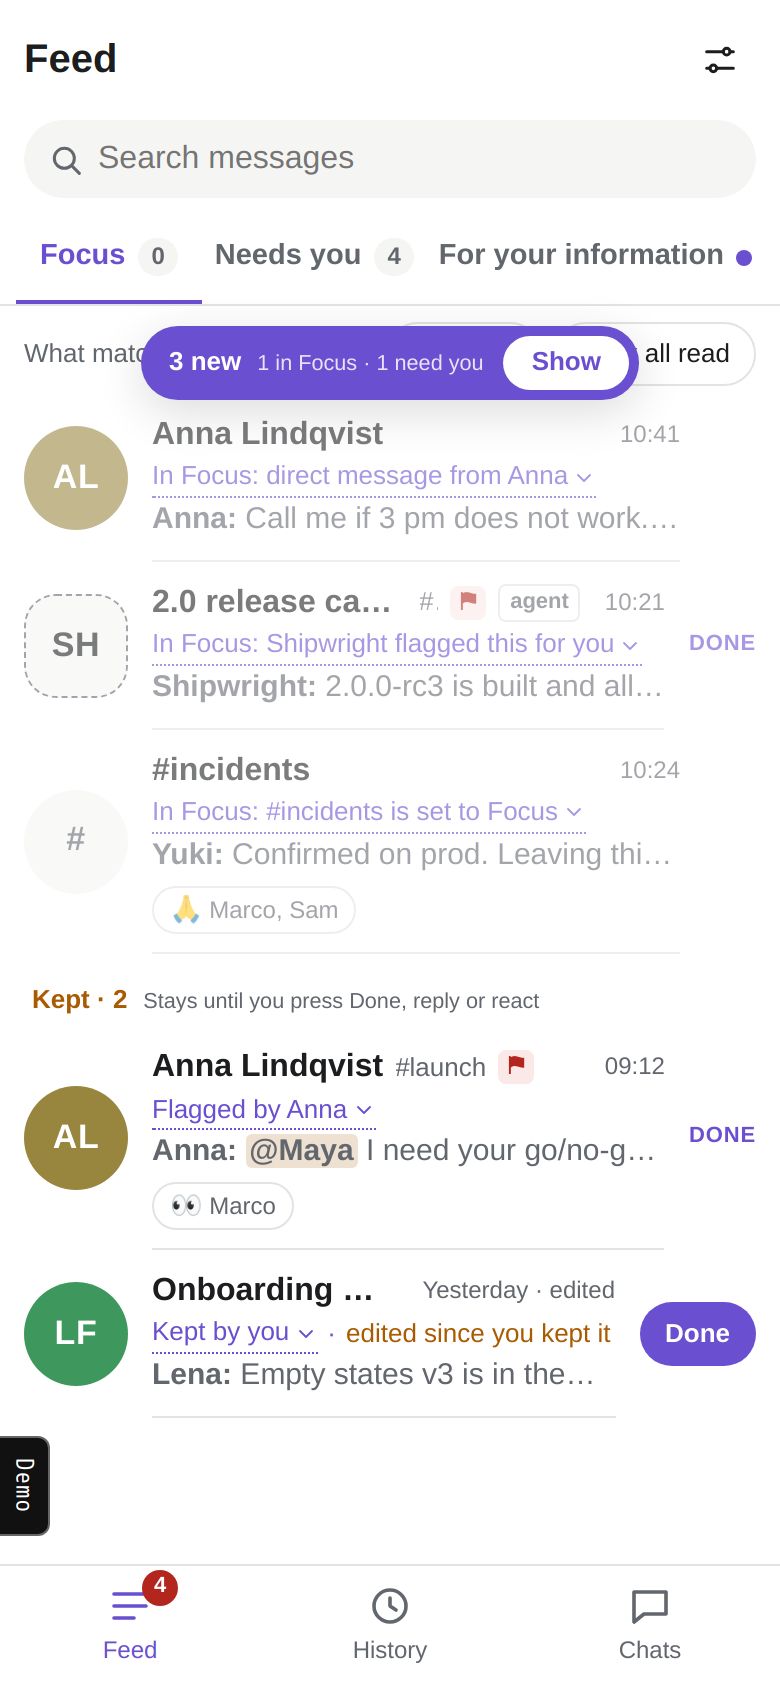 Feed
Search messages
Focus 0 Needs you 4 For your information
3 new 1 in Focus · 1 need you Show
all read
Anna Lindqvist 10:41
AL
In Focus: direct message from Anna
Anna: Call me if 3 pm does not work....
2.0 release ca... #. agent 10:21
SH
In Focus: Shipwright flagged this for you
DONE
Shipwright: 2.0.0-rc3 is built and all...
#incidents 10:24
In Focus: #incidents is set to Focus
#
Yuki: Confirmed on prod. Leaving thi...
🙏 Marco, Sam
Kept · 2 Stays until you press Done, reply or react
Anna Lindqvist #launch 09:12
Flagged by Anna
AL
DONE
Anna: @Maya I need your go/no-g...
👀 Marco
Onboarding ... Yesterday · edited
LF
Kept by you · edited since you kept it
Done
Lena: Empty states v3 is in the...
Demo
4
Feed History Chats